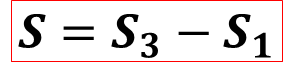 S = S₃ − S₁